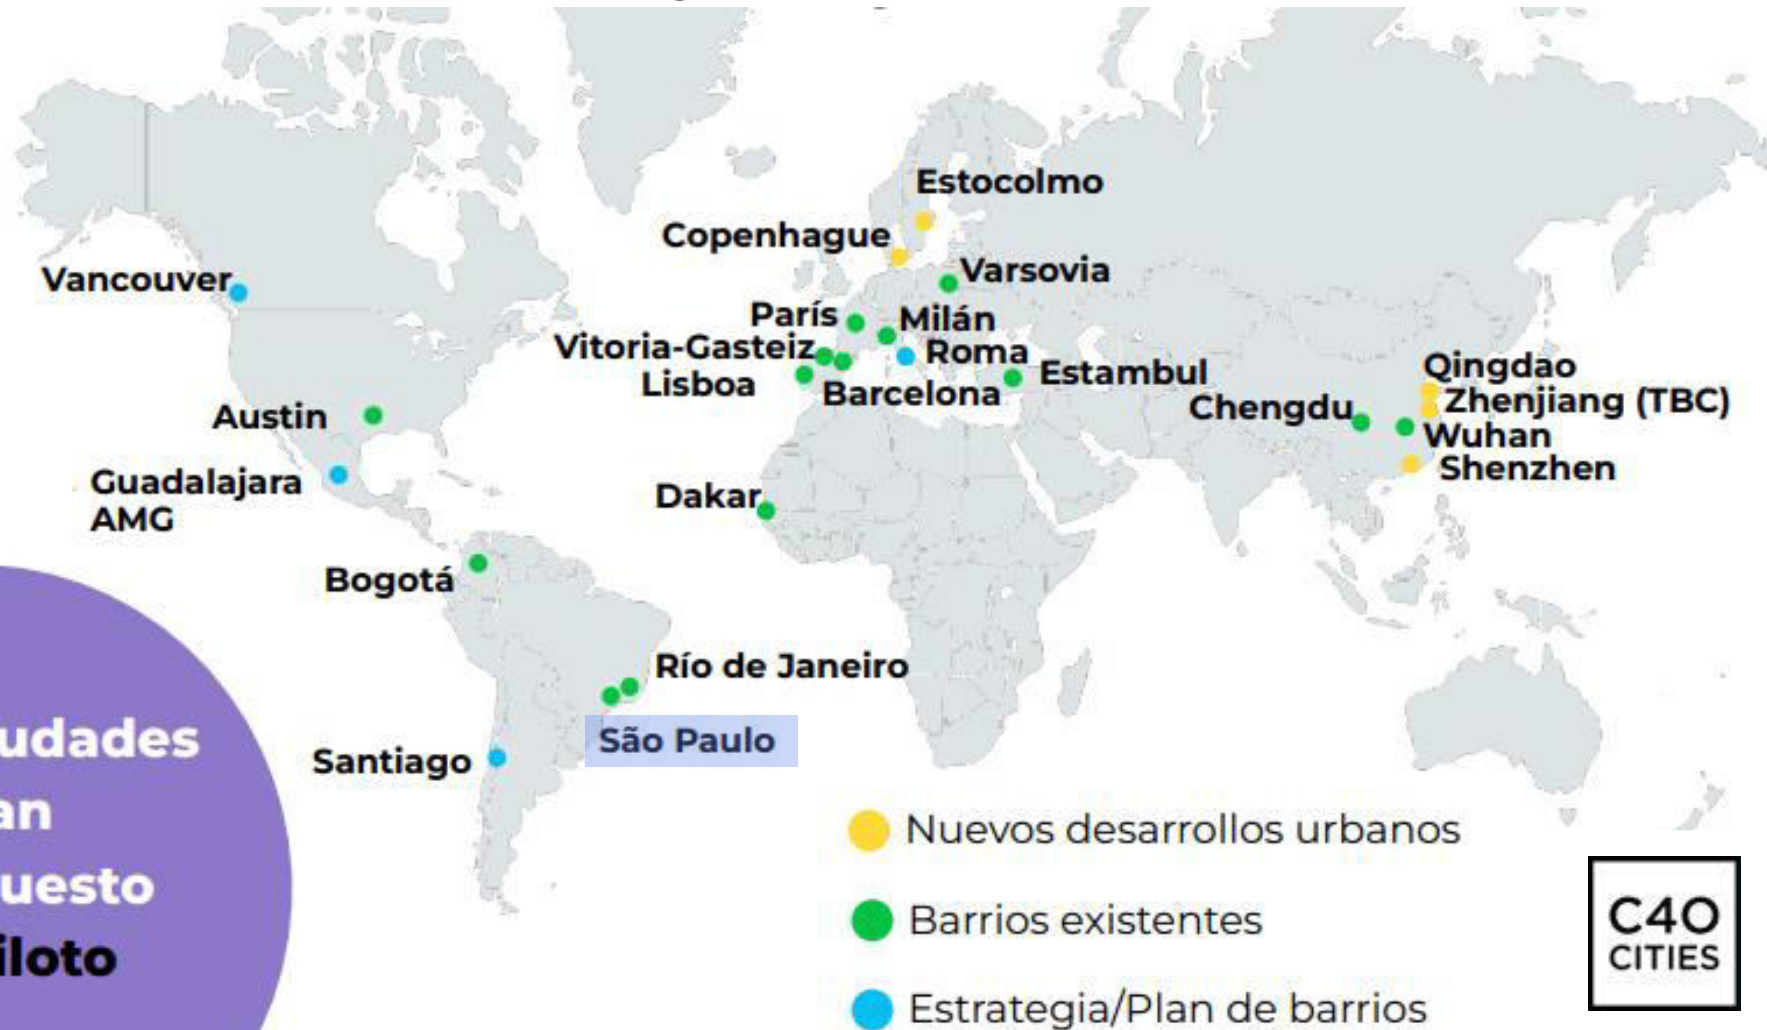 Estocolmo
Copenhague
Varsovia
Vancouver
París
Milán
Vitoria-Gasteiz
Roma
Lisboa
Barcelona
Estambul
Qingdao
Chengdu
Zhenjiang (TBC)
Wuhan
Shenzhen
Austin
Guadalajara
AMG
Dakar
Bogotá
Río de Janeiro
São Paulo
Santiago
udades
an
uesto
iloto
Nuevos desarrollos urbanos
Barrios existentes
Estrategia/Plan de barrios
C40
CITIES